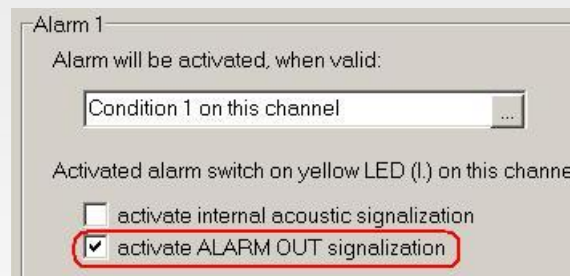 Alarm 1
Alarm will be activated, when valid:
Condition 1 on this channel
...
Activated alarm switch on yellow LED (l.) on this channe
activate internal acoustic signalization
activate ALARM OUT signalization